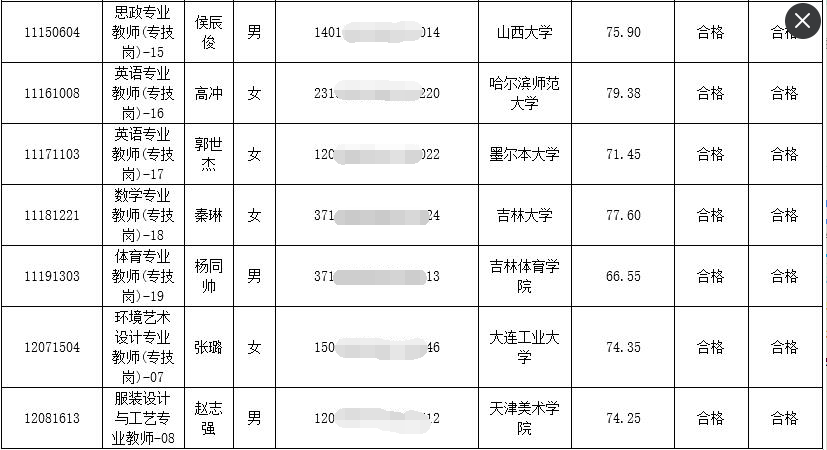 11150604 思政专业教师(专技岗)-15 侯辰俊 男 1401 014 山西大学 75.90 合格 合格
11161008 英语专业教师(专技岗)-16 高冲 女 231 220 哈尔滨师范大学 79.38 合格 合格
11171103 英语专业教师(专技岗)-17 郭世杰 女 120 022 墨尔本大学 71.45 合格 合格
11181221 数学专业教师(专技岗)-18 秦琳 女 371 24 吉林大学 77.60 合格 合格
11191303 体育专业教师(专技岗)-19 杨同帅 男 371 13 吉林体育学院 66.55 合格 合格
12071504 环境艺术设计专业教师(专技岗)-07 张璐 女 150 46 大连工业大学 74.35 合格 合格
12081613 服装设计与工艺专业教师-08 赵志强 男 120 12 天津美术学院 74.25 合格 合格